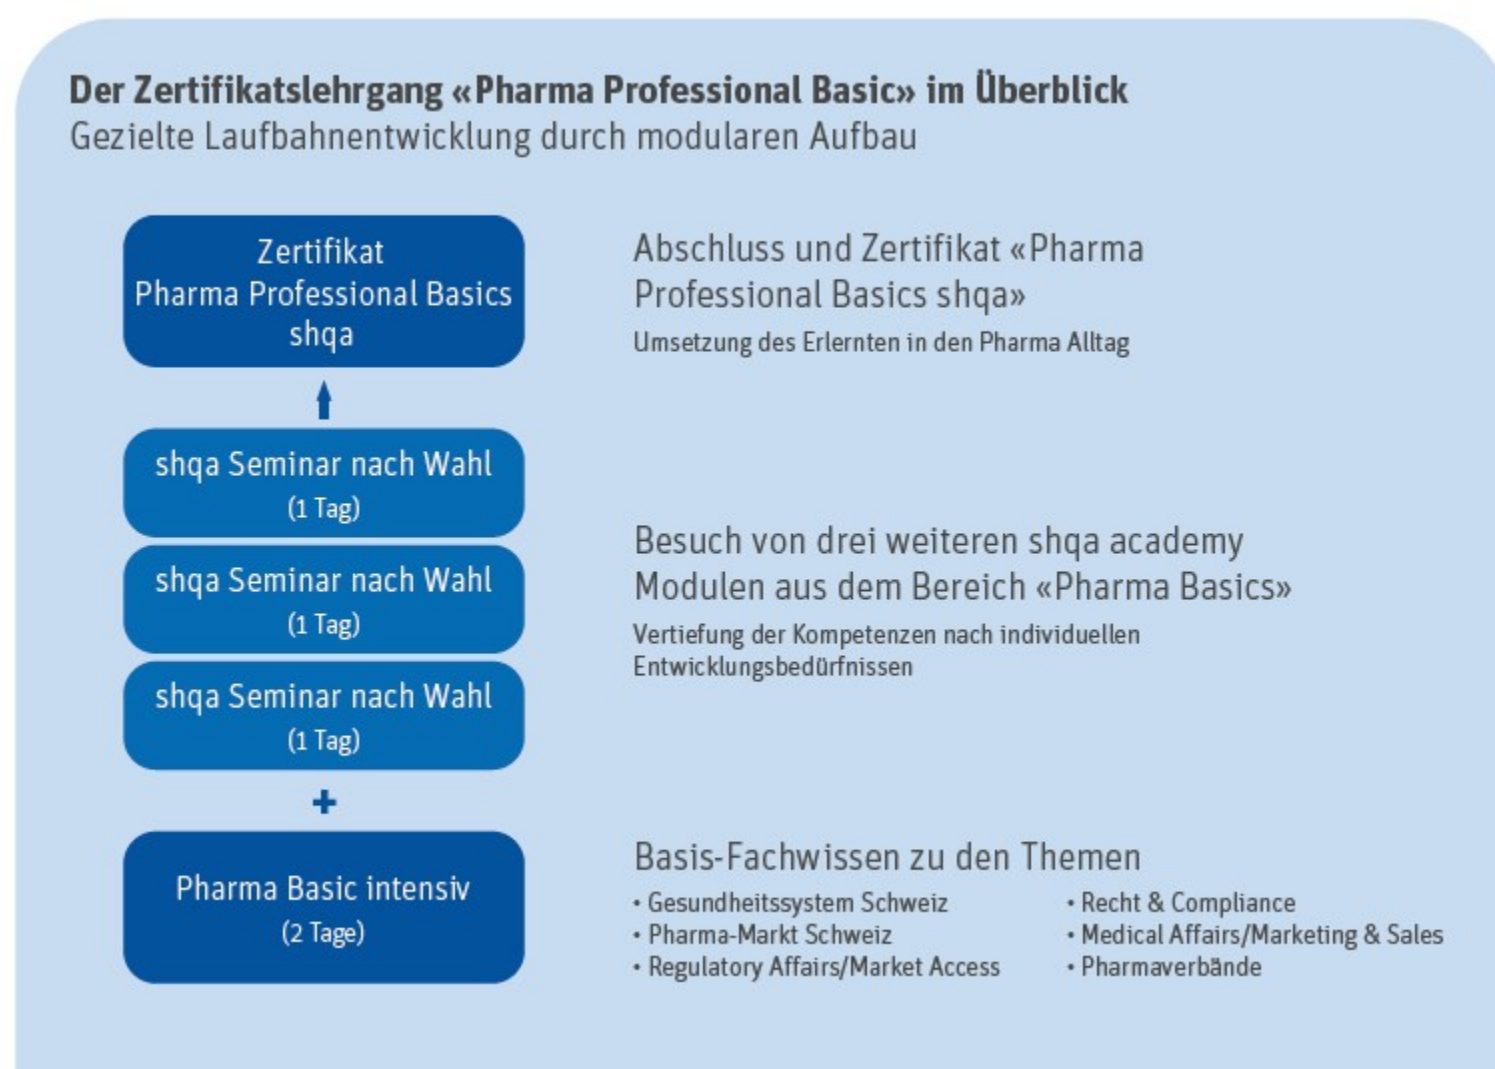 Der Zertifikatslehrgang «Pharma Professional Basic» im Überblick
Gezielte Laufbahnentwicklung durch modularen Aufbau
Zertifikat
Pharma Professional Basics
shqa
Abschluss und Zertifikat «Pharma
Professional Basics shqa»
Umsetzung des Erlernten in den Pharma Alltag
shqa Seminar nach Wahl
(1 Tag)
shqa Seminar nach Wahl
(1 Tag)
shqa Seminar nach Wahl
(1 Tag)
Besuch von drei weiteren shqa academy
Modulen aus dem Bereich «Pharma Basics»
Vertiefung der Kompetenzen nach individuellen
Entwicklungsbedürfnissen
+
Pharma Basic intensiv
(2 Tage)
Basis-Fachwissen zu den Themen
• Gesundheitssystem Schweiz
• Pharma-Markt Schweiz
• Regulatory Affairs/Market Access
• Recht & Compliance
• Medical Affairs/Marketing & Sales
• Pharmaverbände